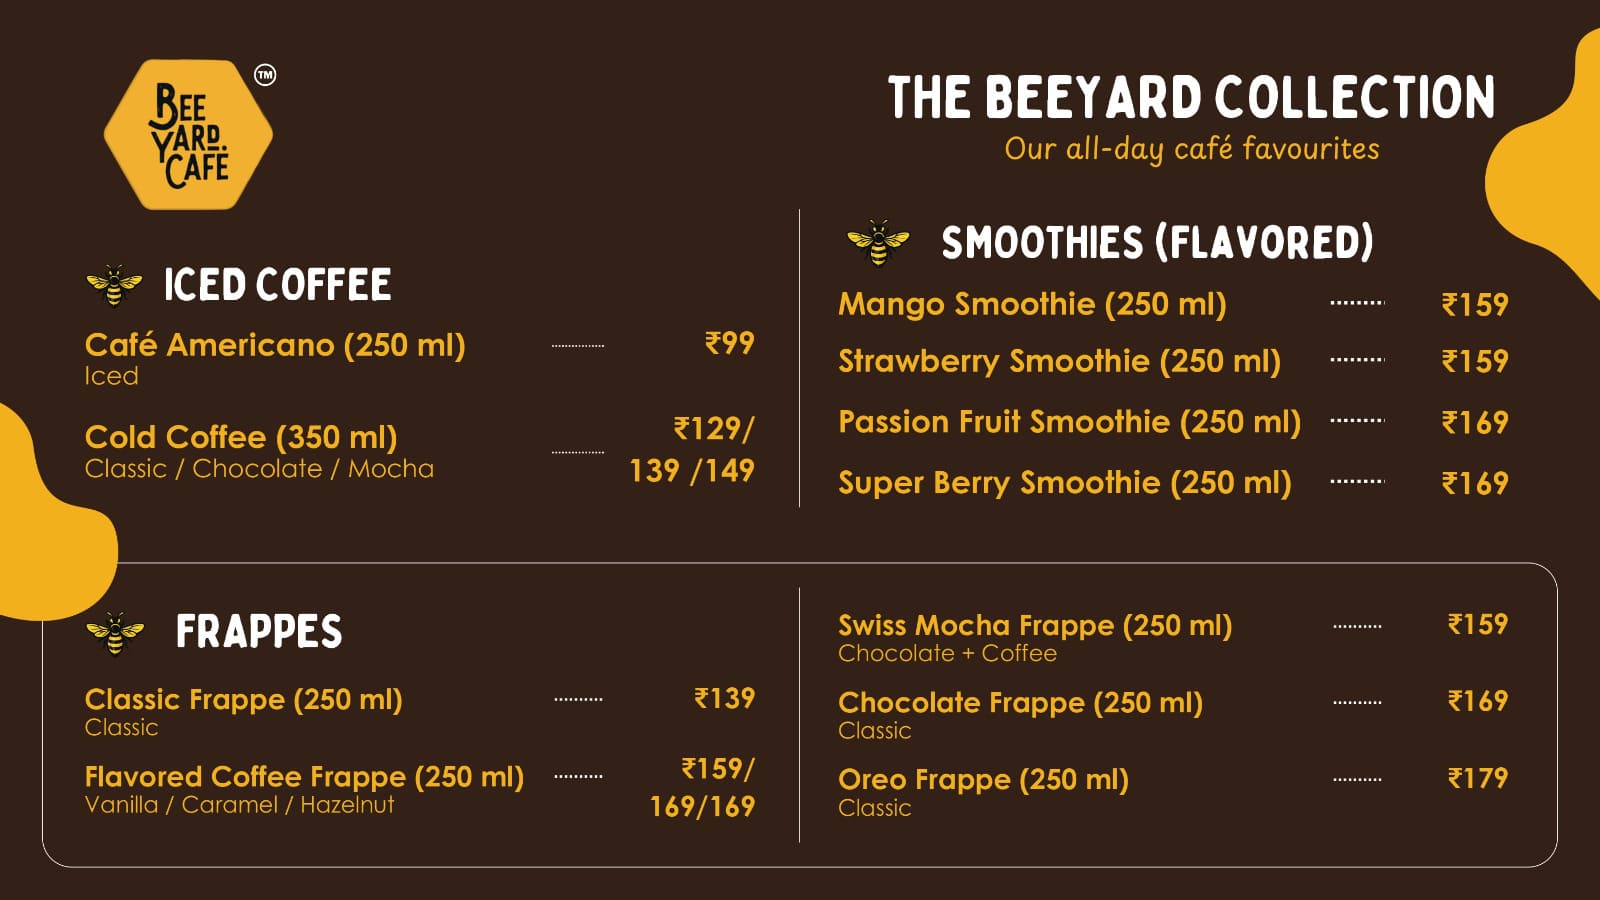 BEE
YARD.
CAFE
TM
THE BEEYARD COLLECTION
Our all-day café favourites
ICED COFFEE
Café Americano (250 ml) ₹99
Iced
Cold Coffee (350 ml) ₹129/
Classic / Chocolate / Mocha 139 /149
SMOOTHIES (FLAVORED)
Mango Smoothie (250 ml) ₹159
Strawberry Smoothie (250 ml) ₹159
Passion Fruit Smoothie (250 ml) ₹169
Super Berry Smoothie (250 ml) ₹169
FRAPPES
Classic Frappe (250 ml) ₹139
Classic
Flavored Coffee Frappe (250 ml) ₹159/
Vanilla / Caramel / Hazelnut 169/169
Swiss Mocha Frappe (250 ml) ₹159
Chocolate + Coffee
Chocolate Frappe (250 ml) ₹169
Classic
Oreo Frappe (250 ml) ₹179
Classic